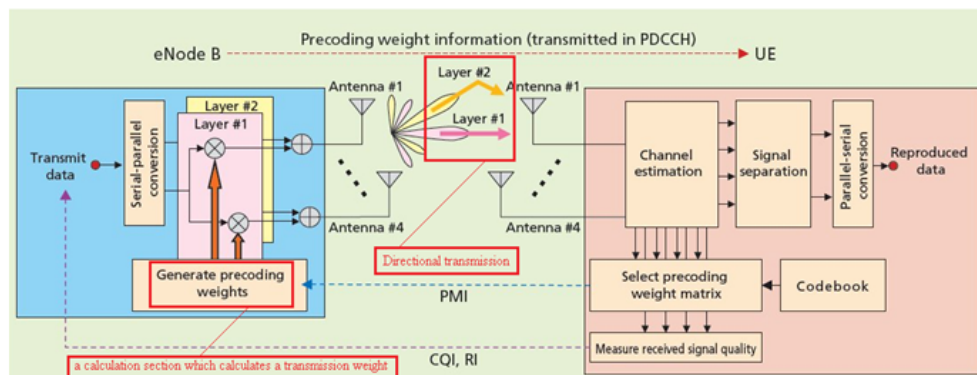 Precoding weight information (transmitted in PDCCH)
eNode B
UE
Layer #2
Layer #1
Transmit
data
Serial-parallel
conversion
Antenna #1
Antenna #4
Layer #2
Layer #1
Antenna #1
Antenna #4
Directional transmission
Generate precoding
weights
a calculation section which calculates a transmission weight
PMI
CQI, RI
Channel
estimation
Signal
separation
Parallel-serial
conversion
Reproduced
data
Select precoding
weight matrix
Codebook
Measure received signal quality